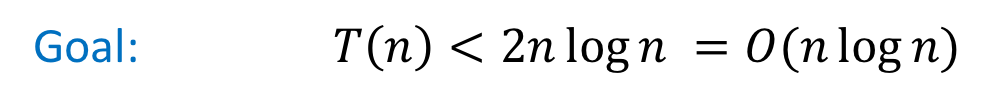 Goal: T(n) < 2n log n = O(n log n)